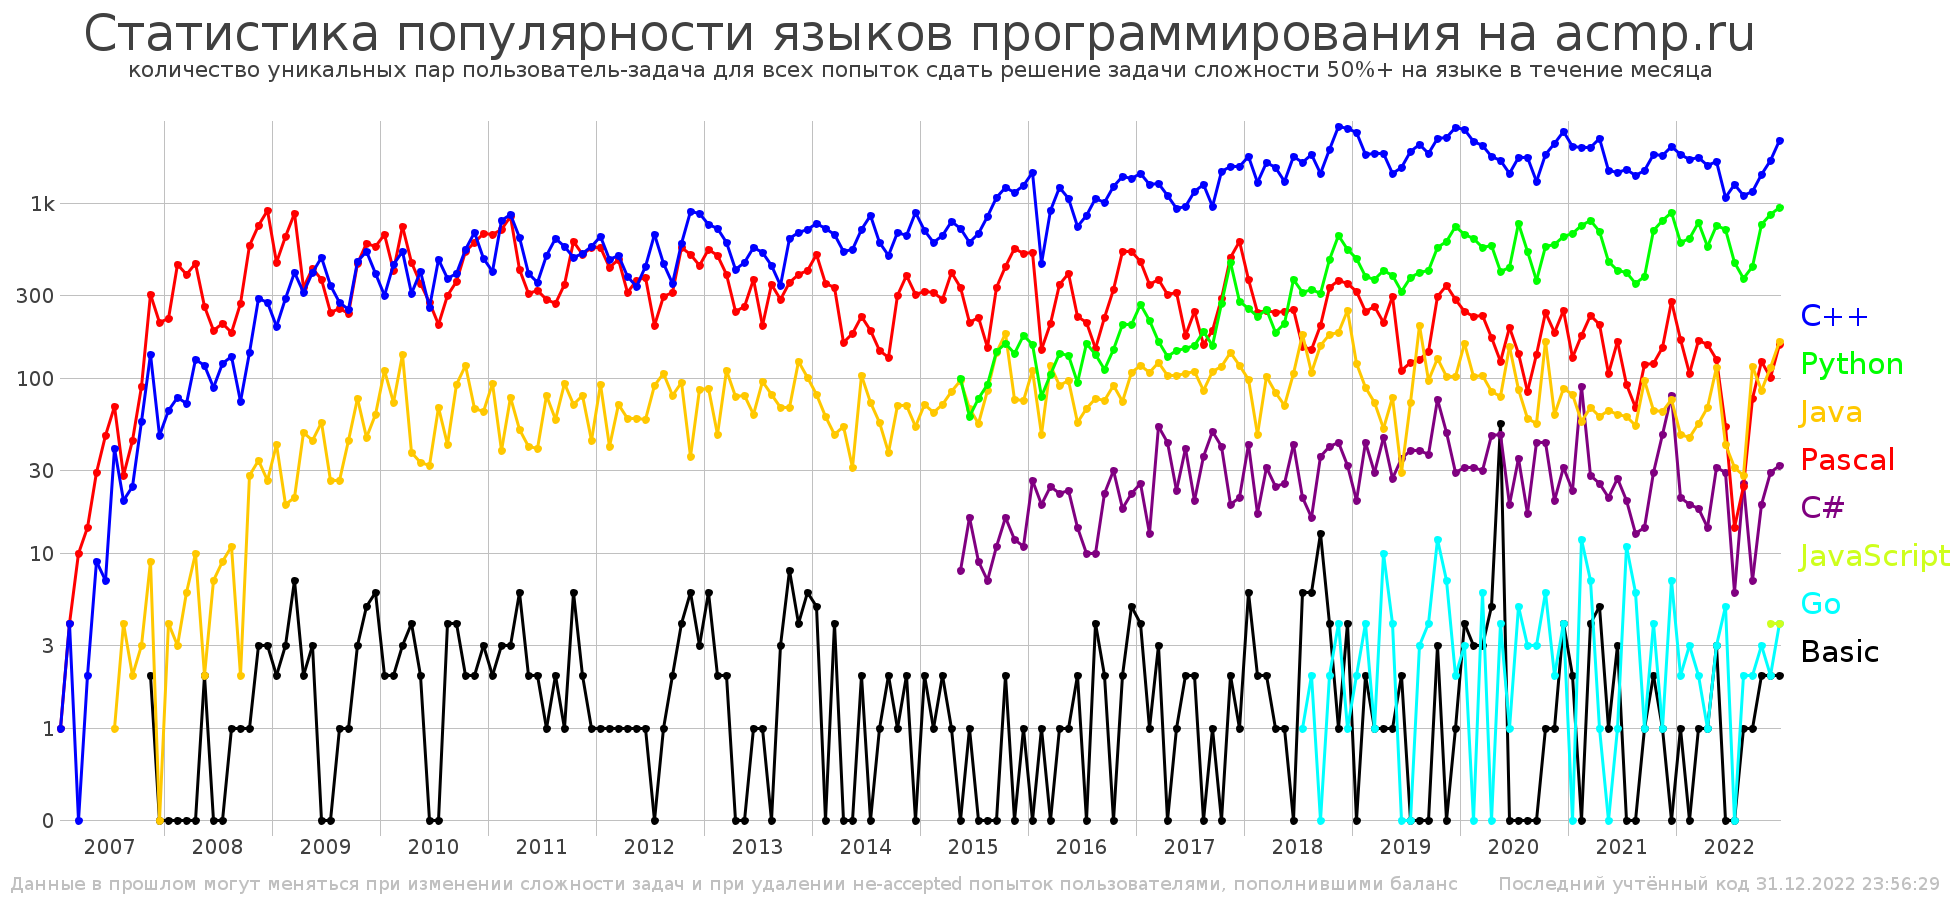 Статистика популярности языков программирования на acmp.ru
количество уникальных пар пользователь-задача для всех попыток сдать решение задачи сложности 50%+ на языке в течение месяца
1k
300
100
30
10
3
1
0
C++
Python
Java
Pascal
C#
JavaScript
Go
Basic
2007 2008 2009 2010 2011 2012 2013 2014 2015 2016 2017 2018 2019 2020 2021 2022
Данные в прошлом могут меняться при изменении сложности задач и при удалении не-accepted попыток пользователями, пополнившими баланс Последний учтённый код 31.12.2022 23:56:29